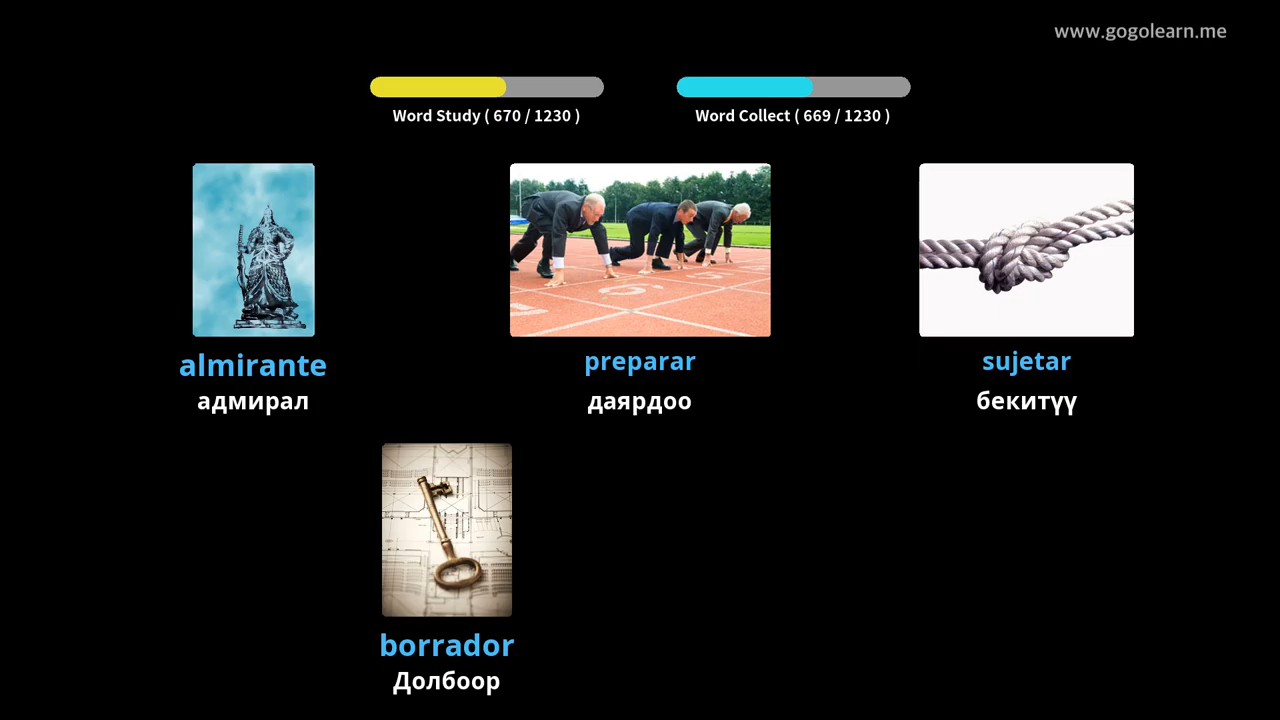 www.gogolearn.me
Word Study ( 670 / 1230 )
Word Collect ( 669 / 1230 )
almirante
адмирал
preparar
даярдоо
sujetar
бекитүү
borrador
Долбоор